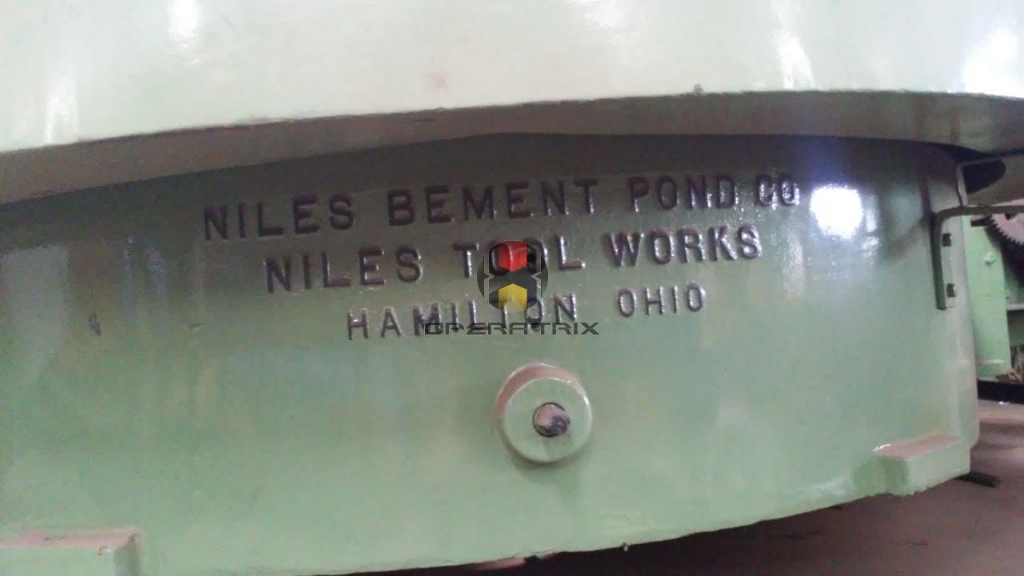 NILES BEMENT POND CO
NILES TOOL WORKS
HAMILTON OHIO
OPERATRIX